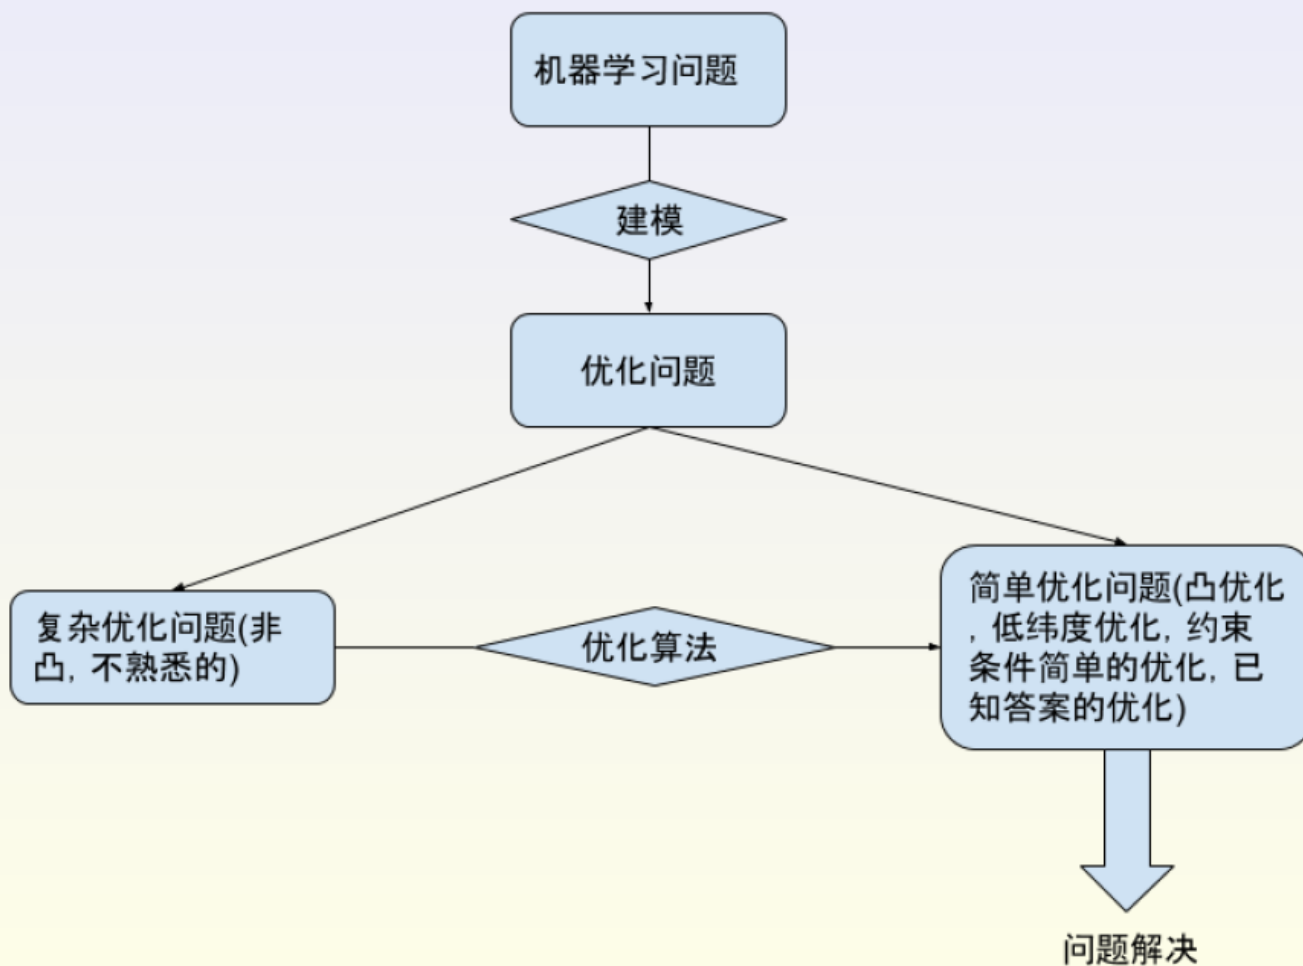 机器学习问题
建模
优化问题
复杂优化问题(非
凸, 不熟悉的)
优化算法
简单优化问题(凸优化
, 低纬度优化, 约束
条件简单的优化, 已
知答案的优化)
问题解决